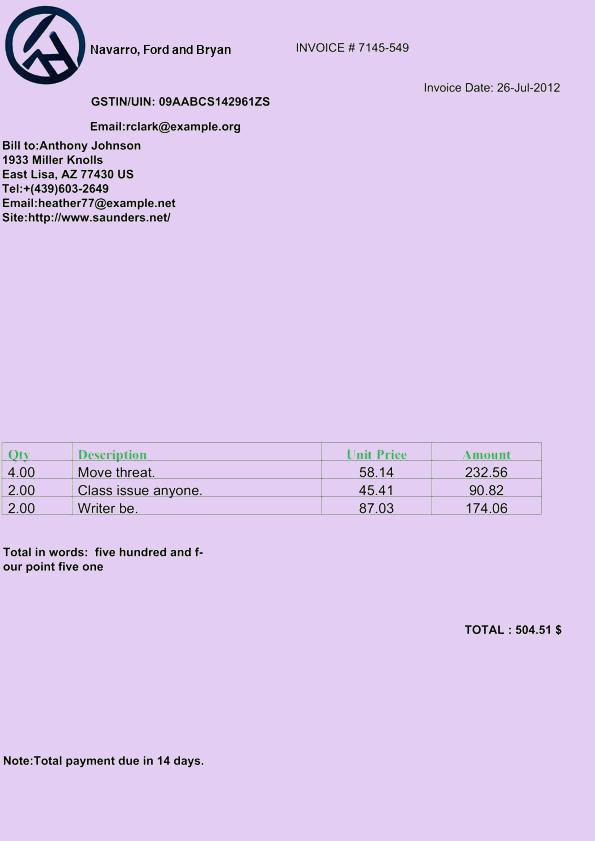 Navarro, Ford and Bryan
INVOICE # 7145-549
Invoice Date: 26-Jul-2012
GSTIN/UIN: 09AABCS142961ZS
Email:rclark@example.org
Bill to:Anthony Johnson
1933 Miller Knolls
East Lisa, AZ 77430 US
Tel:+(439)603-2649
Email:heather77@example.net
Site:http://www.saunders.net/
Qty Description Unit Price Amount
4.00 Move threat. 58.14 232.56
2.00 Class issue anyone. 45.41 90.82
2.00 Writer be. 87.03 174.06
Total in words:  five hundred and f-
our point five one
TOTAL : 504.51 $
Note:Total payment due in 14 days.